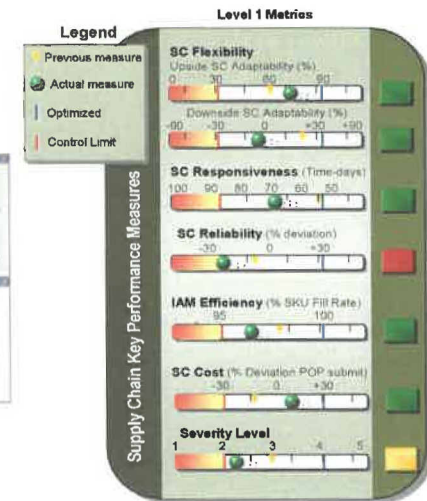 Level 1 Metrics
Legend
Previous measure
Actual measure
Optimized
Control Limit
Supply Chain Key Performance Measures
SC Flexibility
Upside SC Adaptability (%)
0 30 60 90
Downside SC Adaptability (%)
-90 -30 0 +30 +90
SC Responsiveness (Time-days)
100 90 80 70 60 50
SC Reliability (% deviation)
-30 0 +30
IAM Efficiency (% SKU Fill Rate)
95 100
SC Cost (% Deviation POP submit)
-30 0 +30
Severity Level
1 2 3 4 5